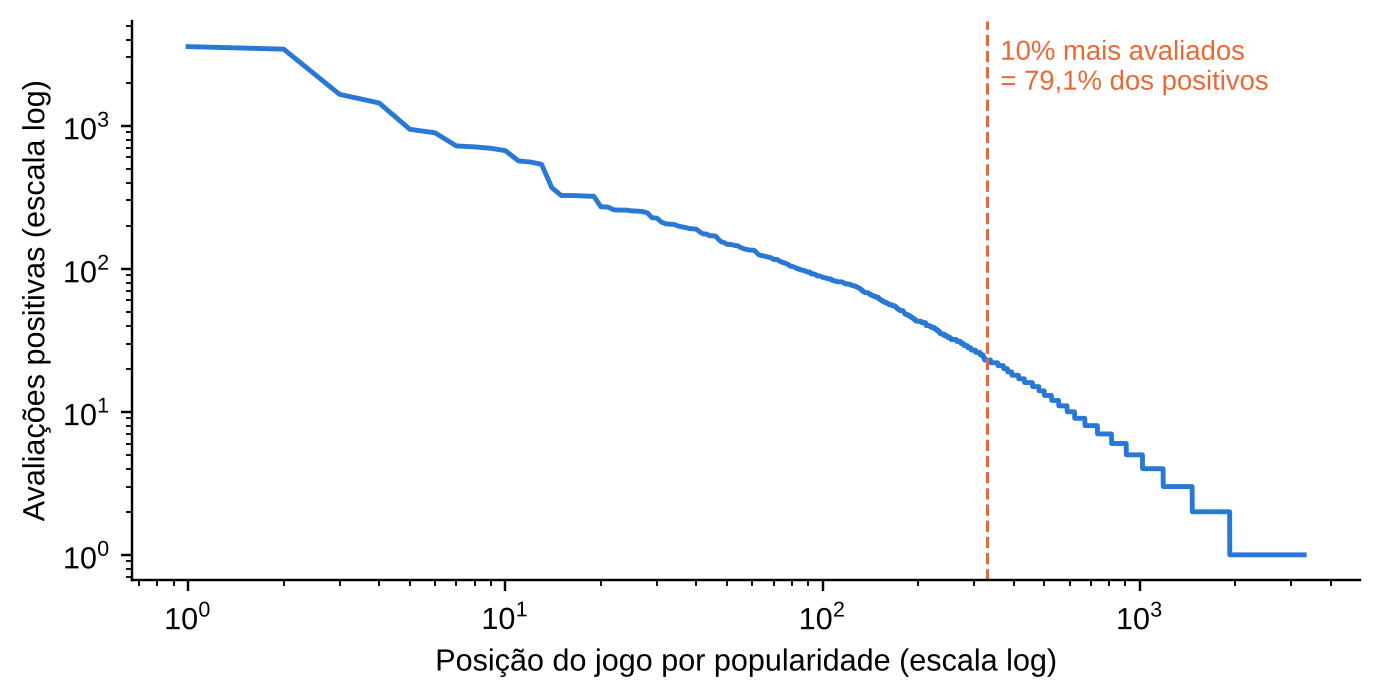 10% mais avaliados
= 79,1% dos positivos
Avaliações positivas (escala log)
10³
10²
10¹
10⁰
10⁰ 10¹ 10² 10³
Posição do jogo por popularidade (escala log)